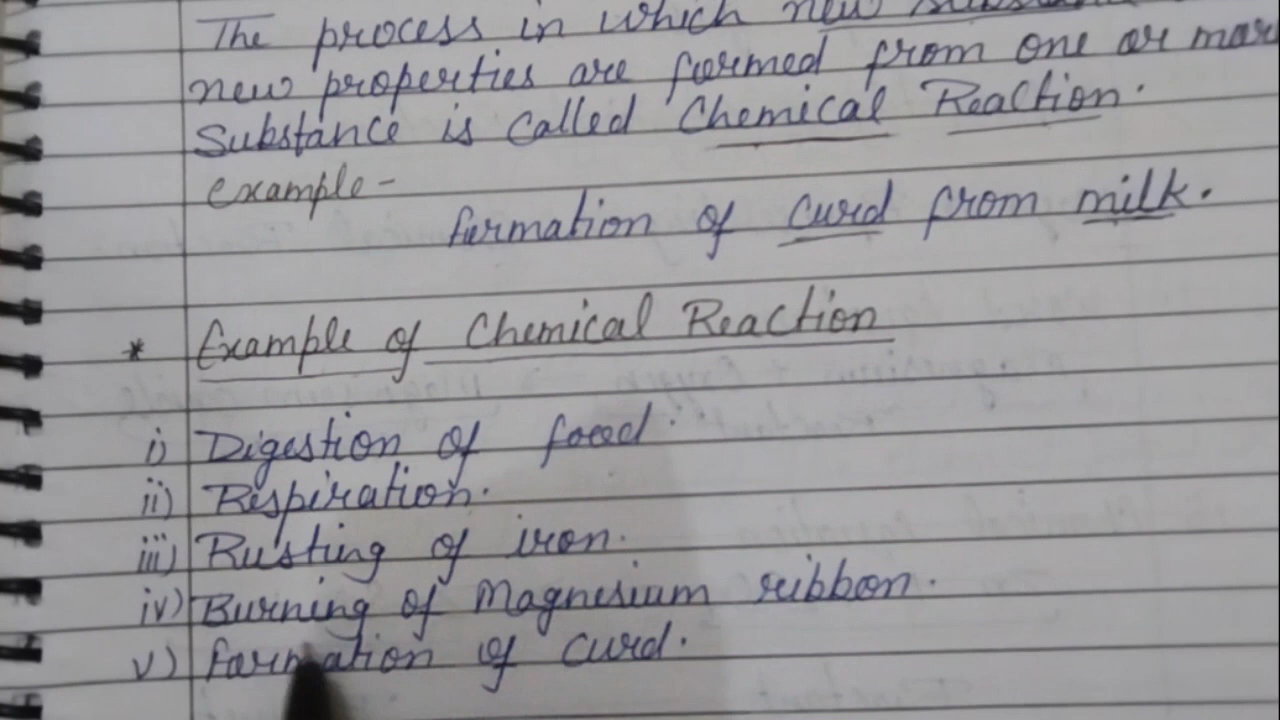 The process in which new
new properties are formed from one or more
Substance is called Chemical Reaction.
example-
formation of curd from milk.
* Example of Chemical Reaction
i) Digestion of food.
ii) Respiration.
iii) Rusting of iron.
iv) Burning of Magnesium ribbon.
v) formation of curd.